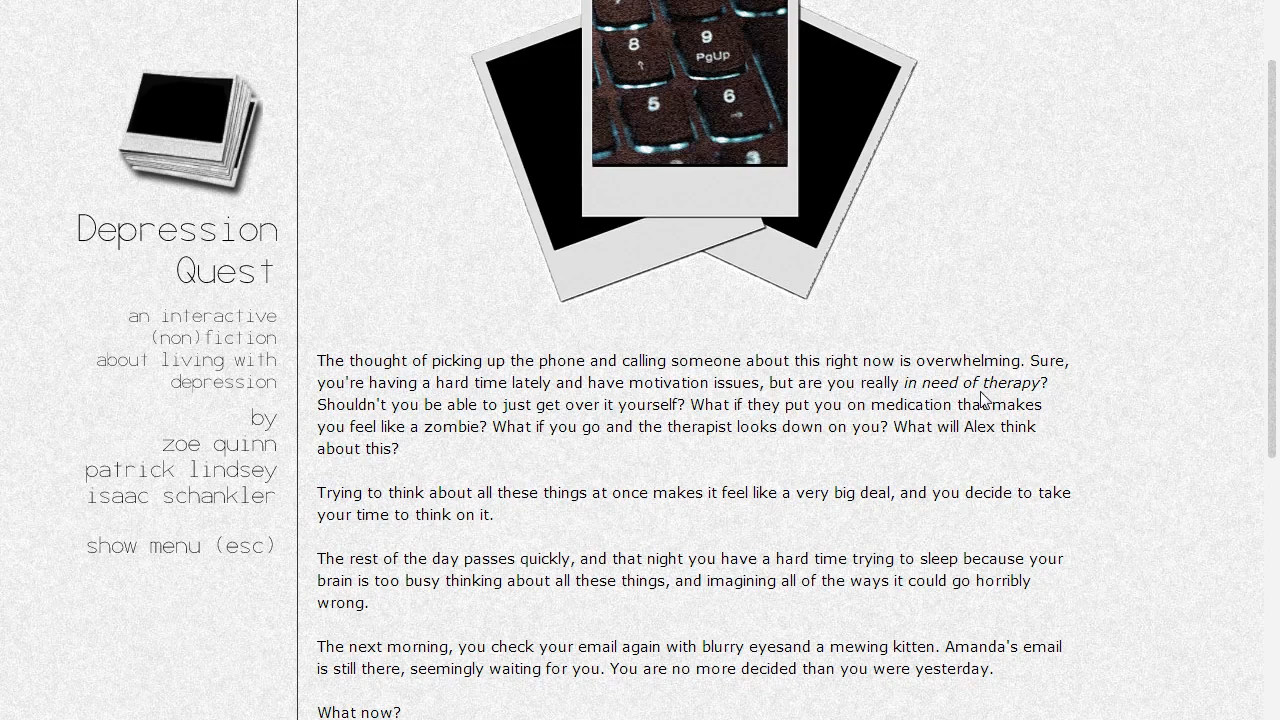 8
9
PgUp
5
6
3
Depression
Quest
an interactive
(non)fiction
about living with
depression
by
zoe quinn
patrick lindsey
isaac schankler
show menu (esc)
The thought of picking up the phone and calling someone about this right now is overwhelming. Sure,
you're having a hard time lately and have motivation issues, but are you really in need of therapy?
Shouldn't you be able to just get over it yourself? What if they put you on medication that makes
you feel like a zombie? What if you go and the therapist looks down on you? What will Alex think
about this?
Trying to think about all these things at once makes it feel like a very big deal, and you decide to take
your time to think on it.
The rest of the day passes quickly, and that night you have a hard time trying to sleep because your
brain is too busy thinking about all these things, and imagining all of the ways it could go horribly
wrong.
The next morning, you check your email again with blurry eyesand a mewing kitten. Amanda's email
is still there, seemingly waiting for you. You are no more decided than you were yesterday.
What now?